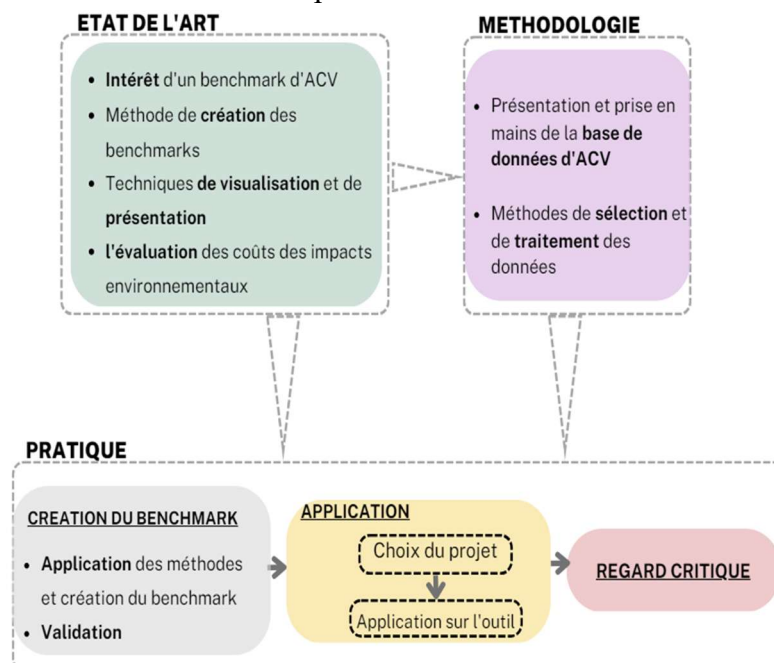 ETAT DE L'ART
• Intérêt d'un benchmark d'ACV
• Méthode de création des
benchmarks
• Techniques de visualisation et de
présentation
• l'évaluation des coûts des impacts
environnementaux
METHODOLOGIE
• Présentation et prise en
mains de la base de
données d'ACV
• Méthodes de sélection et
de traitement des
données
PRATIQUE
CREATION DU BENCHMARK
• Application des méthodes
et création du benchmark
• Validation
APPLICATION
Choix du projet
Application sur l'outil
REGARD CRITIQUE